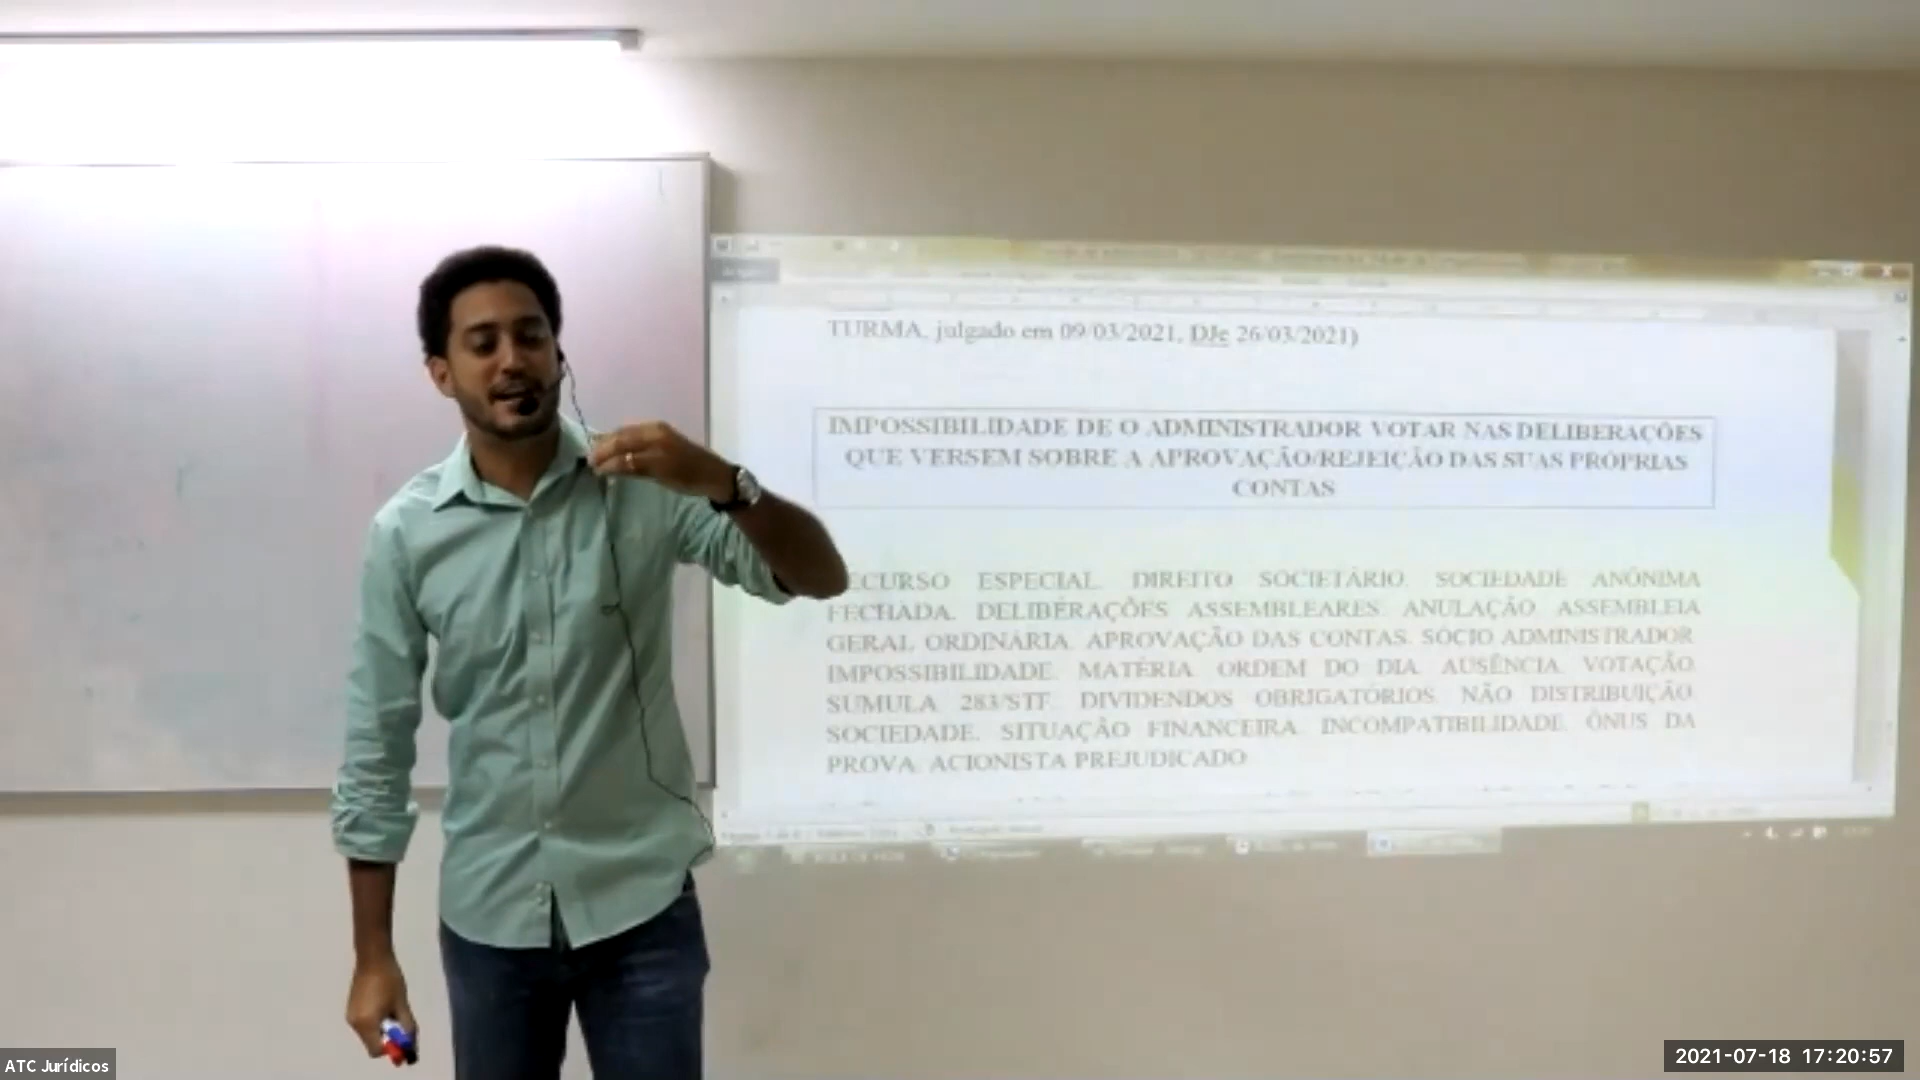 TURMA, julgado em 09/03/2021, DJe 26/03/2021)
IMPOSSIBILIDADE DE O ADMINISTRADOR VOTAR NAS DELIBERAÇÕES
QUE VERSEM SOBRE A APROVAÇÃO/REJEIÇÃO DAS SUAS PRÓPRIAS
CONTAS
ECURSO ESPECIAL. DIREITO SOCIETÁRIO. SOCIEDADE ANÔNIMA
FECHADA. DELIBERAÇÕES ASSEMBLEARES. ANULAÇÃO. ASSEMBLEIA
GERAL ORDINÁRIA. APROVAÇÃO DAS CONTAS. SÓCIO ADMINISTRADOR.
IMPOSSIBILIDADE. MATÉRIA. ORDEM DO DIA. AUSÊNCIA. VOTAÇÃO.
SÚMULA 283/STF. DIVIDENDOS OBRIGATÓRIOS. NÃO DISTRIBUIÇÃO.
SOCIEDADE. SITUAÇÃO FINANCEIRA. INCOMPATIBILIDADE. ÔNUS DA
PROVA. ACIONISTA PREJUDICADO.
ATC Jurídicos
2021-07-18 17:20:57